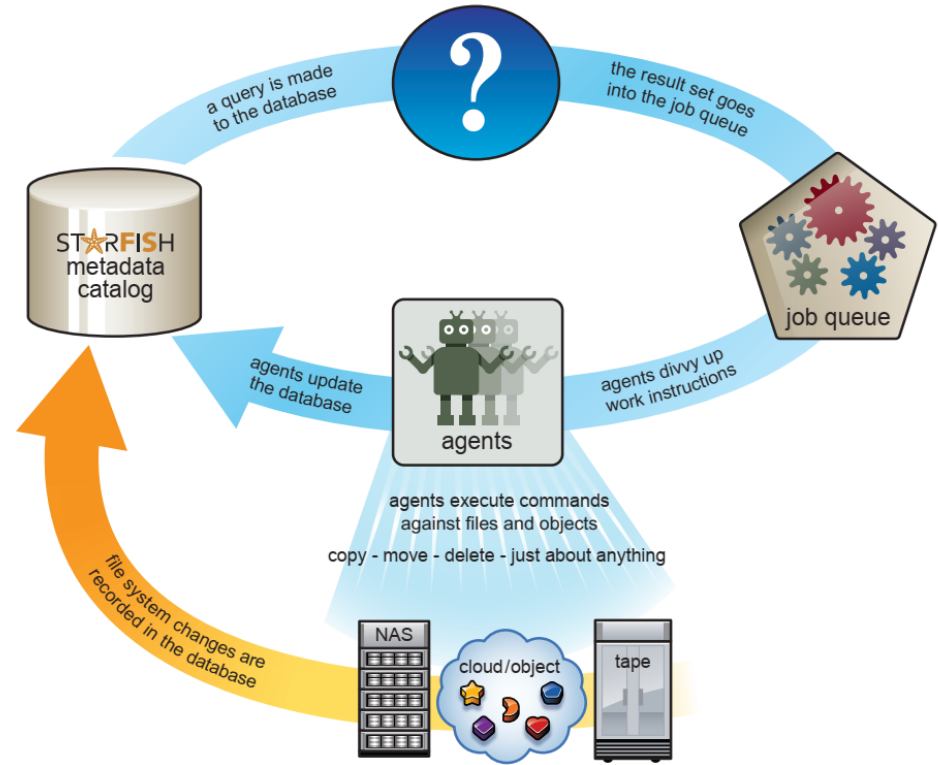 a query is made
to the database
?
the result set goes
into the job queue
STARFISH
metadata
catalog
job queue
agents update
the database
agents
agents divvy up
work instructions
agents execute commands
against files and objects
copy - move - delete - just about anything
file system changes are
recorded in the database
NAS
cloud/object
tape